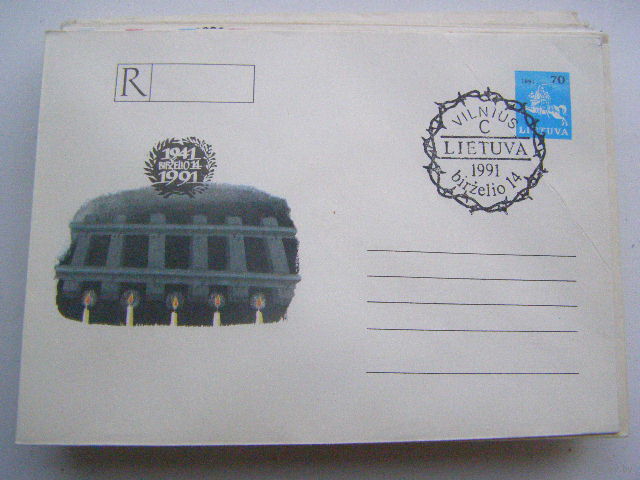 R
1991 70
LIETUVA
VILNIUS
C
LIETUVA
1991
birželio 14
1941
BIRŽELIO 14
1991